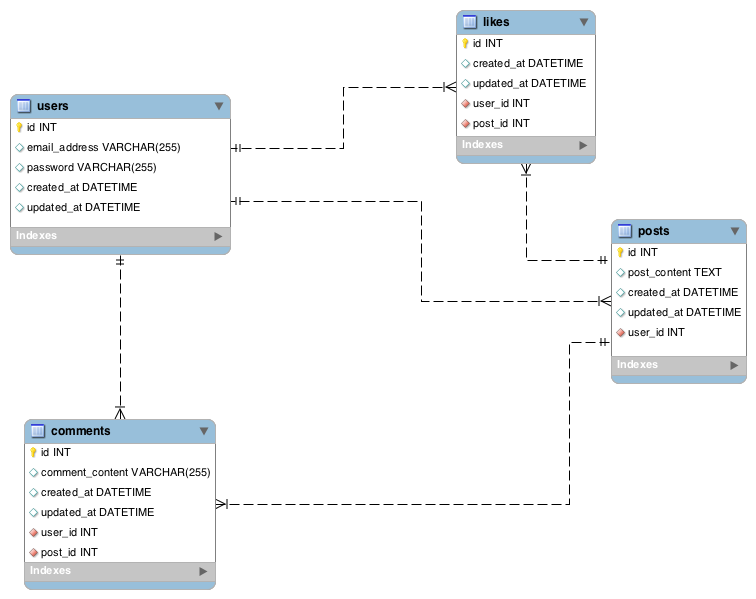 likes
id INT
created_at DATETIME
updated_at DATETIME
user_id INT
post_id INT
Indexes
users
id INT
email_address VARCHAR(255)
password VARCHAR(255)
created_at DATETIME
updated_at DATETIME
Indexes
posts
id INT
post_content TEXT
created_at DATETIME
updated_at DATETIME
user_id INT
Indexes
comments
id INT
comment_content VARCHAR(255)
created_at DATETIME
updated_at DATETIME
user_id INT
post_id INT
Indexes